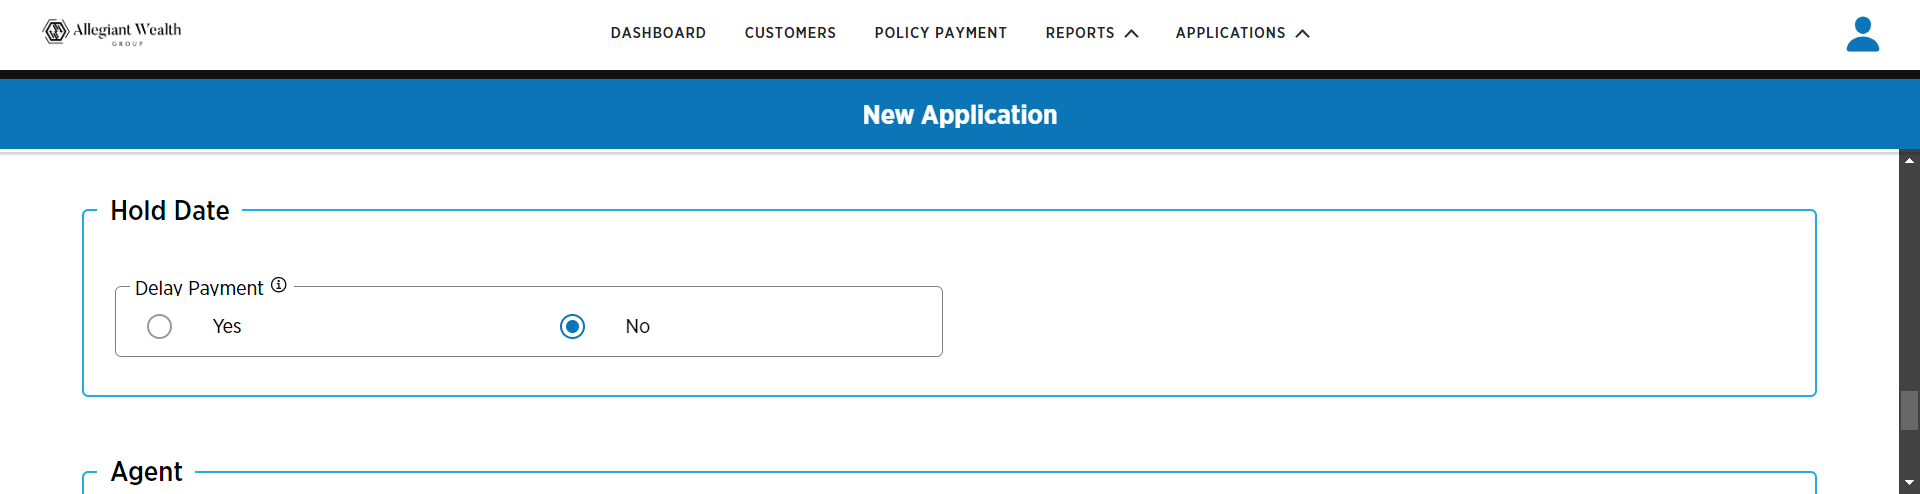 Allegiant Wealth
GROUP
DASHBOARD CUSTOMERS POLICY PAYMENT REPORTS APPLICATIONS
New Application
Hold Date
Delay Payment
Yes No
Agent